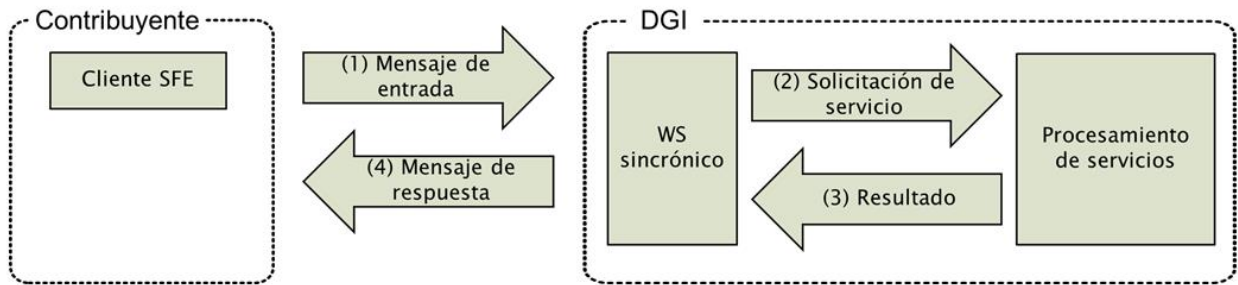 Contribuyente
Cliente SFE
(1) Mensaje de
entrada
(4) Mensaje de
respuesta
DGI
WS
sincrónico
(2) Solicitación de
servicio
(3) Resultado
Procesamiento
de servicios